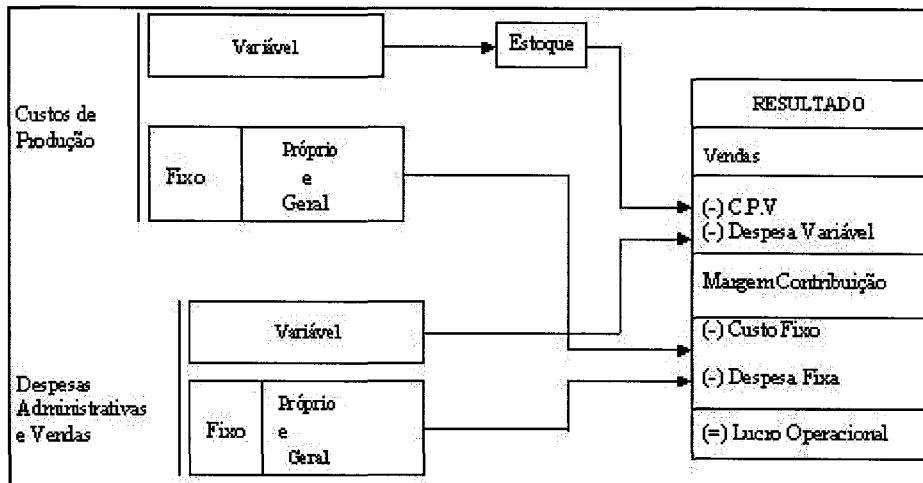 Custos de
Produção
Variável
Estoque
Fixo
Próprio
e
Geral
Despesas
Administrativas
e Vendas
Variável
Fixo
Próprio
e
Geral
RESULTADO
Vendas
(-) C.P.V
(-) Despesa Variável
Margem Contribuição
(-) Custo Fixo
(-) Despesa Fixa
(=) Lucro Operacional